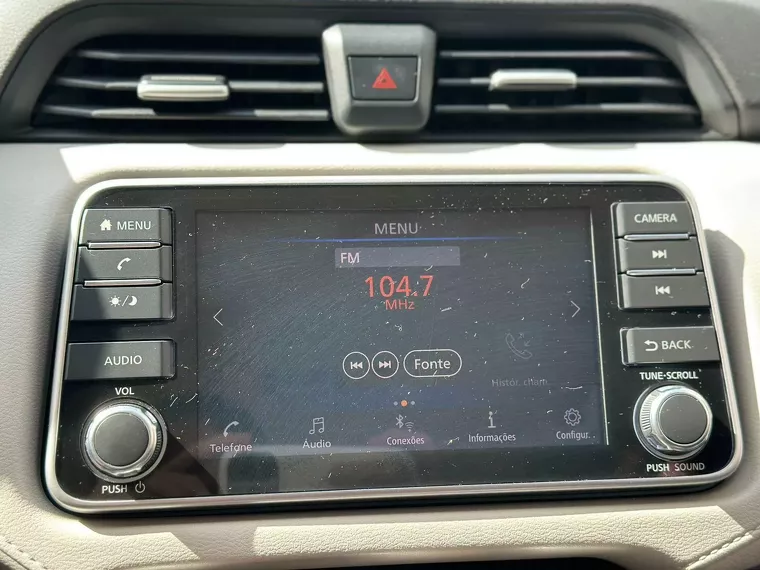 MENU
AUDIO
VOL
PUSH
MENU
FM
104.7
MHz
Fonte
Histór. cham.
Telefone
Áudio
Conexões
Informações
Configur.
CAMERA
BACK
TUNE·SCROLL
PUSH SOUND